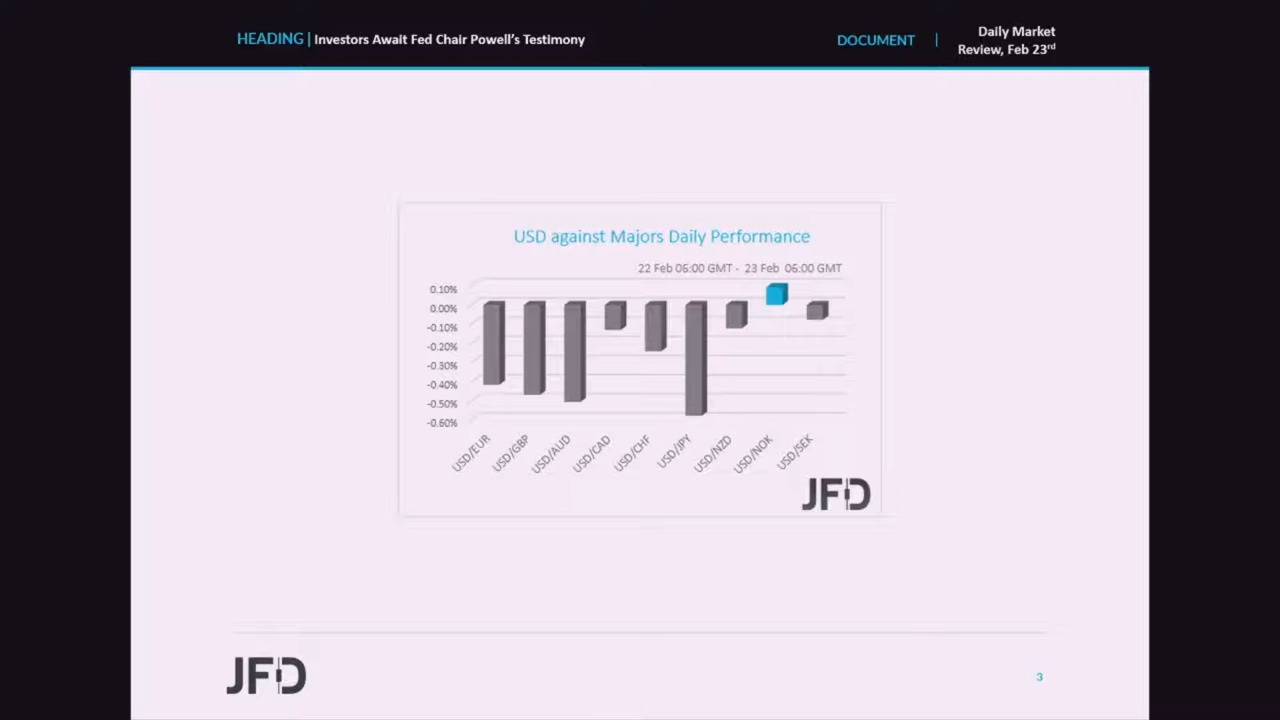 HEADING | Investors Await Fed Chair Powell's Testimony
DOCUMENT |
Daily Market
Review, Feb 23rd
USD against Majors Daily Performance
22 Feb 06:00 GMT - 23 Feb 06:00 GMT
0.10%
0.00%
-0.10%
-0.20%
-0.30%
-0.40%
-0.50%
-0.60%
USD/EUR
USD/GBP
USD/AUD
USD/CAD
USD/CHF
USD/JPY
USD/NZD
USD/NOK
USD/SEK
JFD
JFD
3